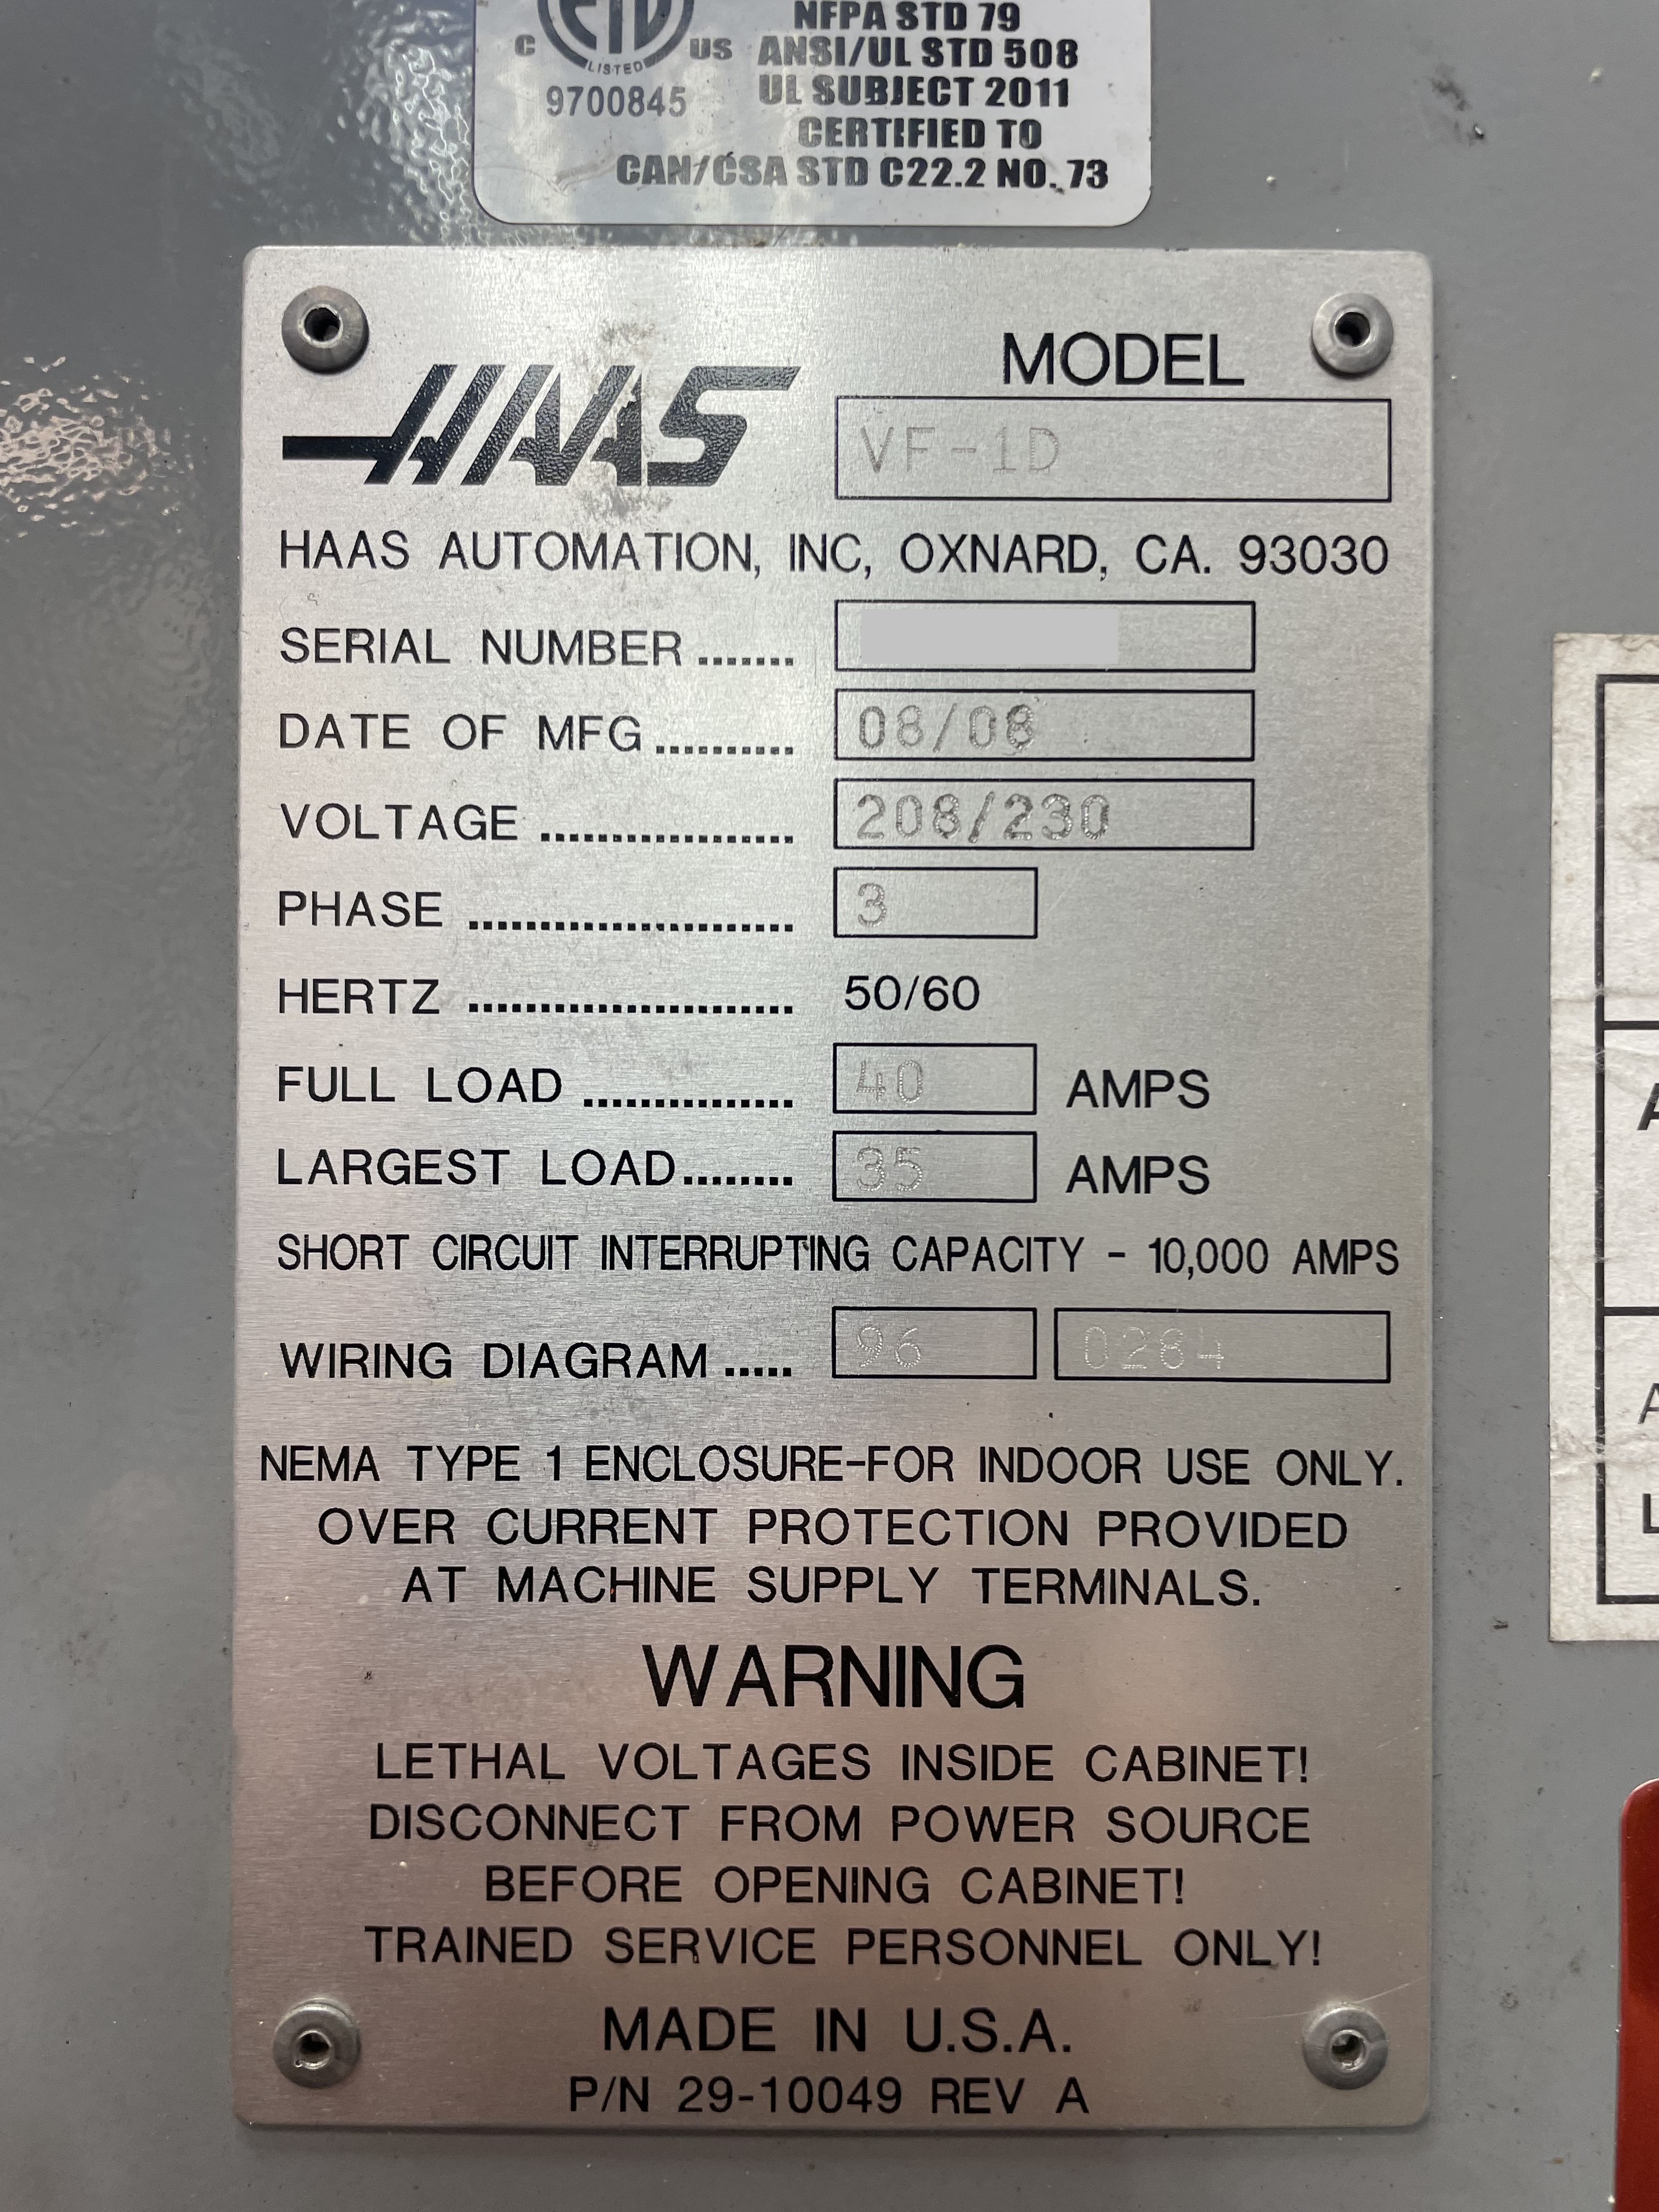 C ETL US
LISTED
9700845
NFPA STD 79
ANSI/UL STD 508
UL SUBJECT 2011
CERTIFIED TO
CAN/CSA STD C22.2 NO. 73
HAAS
MODEL
VF-1D
HAAS AUTOMATION, INC, OXNARD, CA. 93030
SERIAL NUMBER .......
DATE OF MFG .......... 08/08
VOLTAGE .................. 208/230
PHASE ....................... 3
HERTZ ....................... 50/60
FULL LOAD ............... 40 AMPS
LARGEST LOAD........ 35 AMPS
SHORT CIRCUIT INTERRUPTING CAPACITY - 10,000 AMPS
WIRING DIAGRAM ..... 96 0284
NEMA TYPE 1 ENCLOSURE-FOR INDOOR USE ONLY.
OVER CURRENT PROTECTION PROVIDED
AT MACHINE SUPPLY TERMINALS.
WARNING
LETHAL VOLTAGES INSIDE CABINET!
DISCONNECT FROM POWER SOURCE
BEFORE OPENING CABINET!
TRAINED SERVICE PERSONNEL ONLY!
MADE IN U.S.A.
P/N 29-10049 REV A